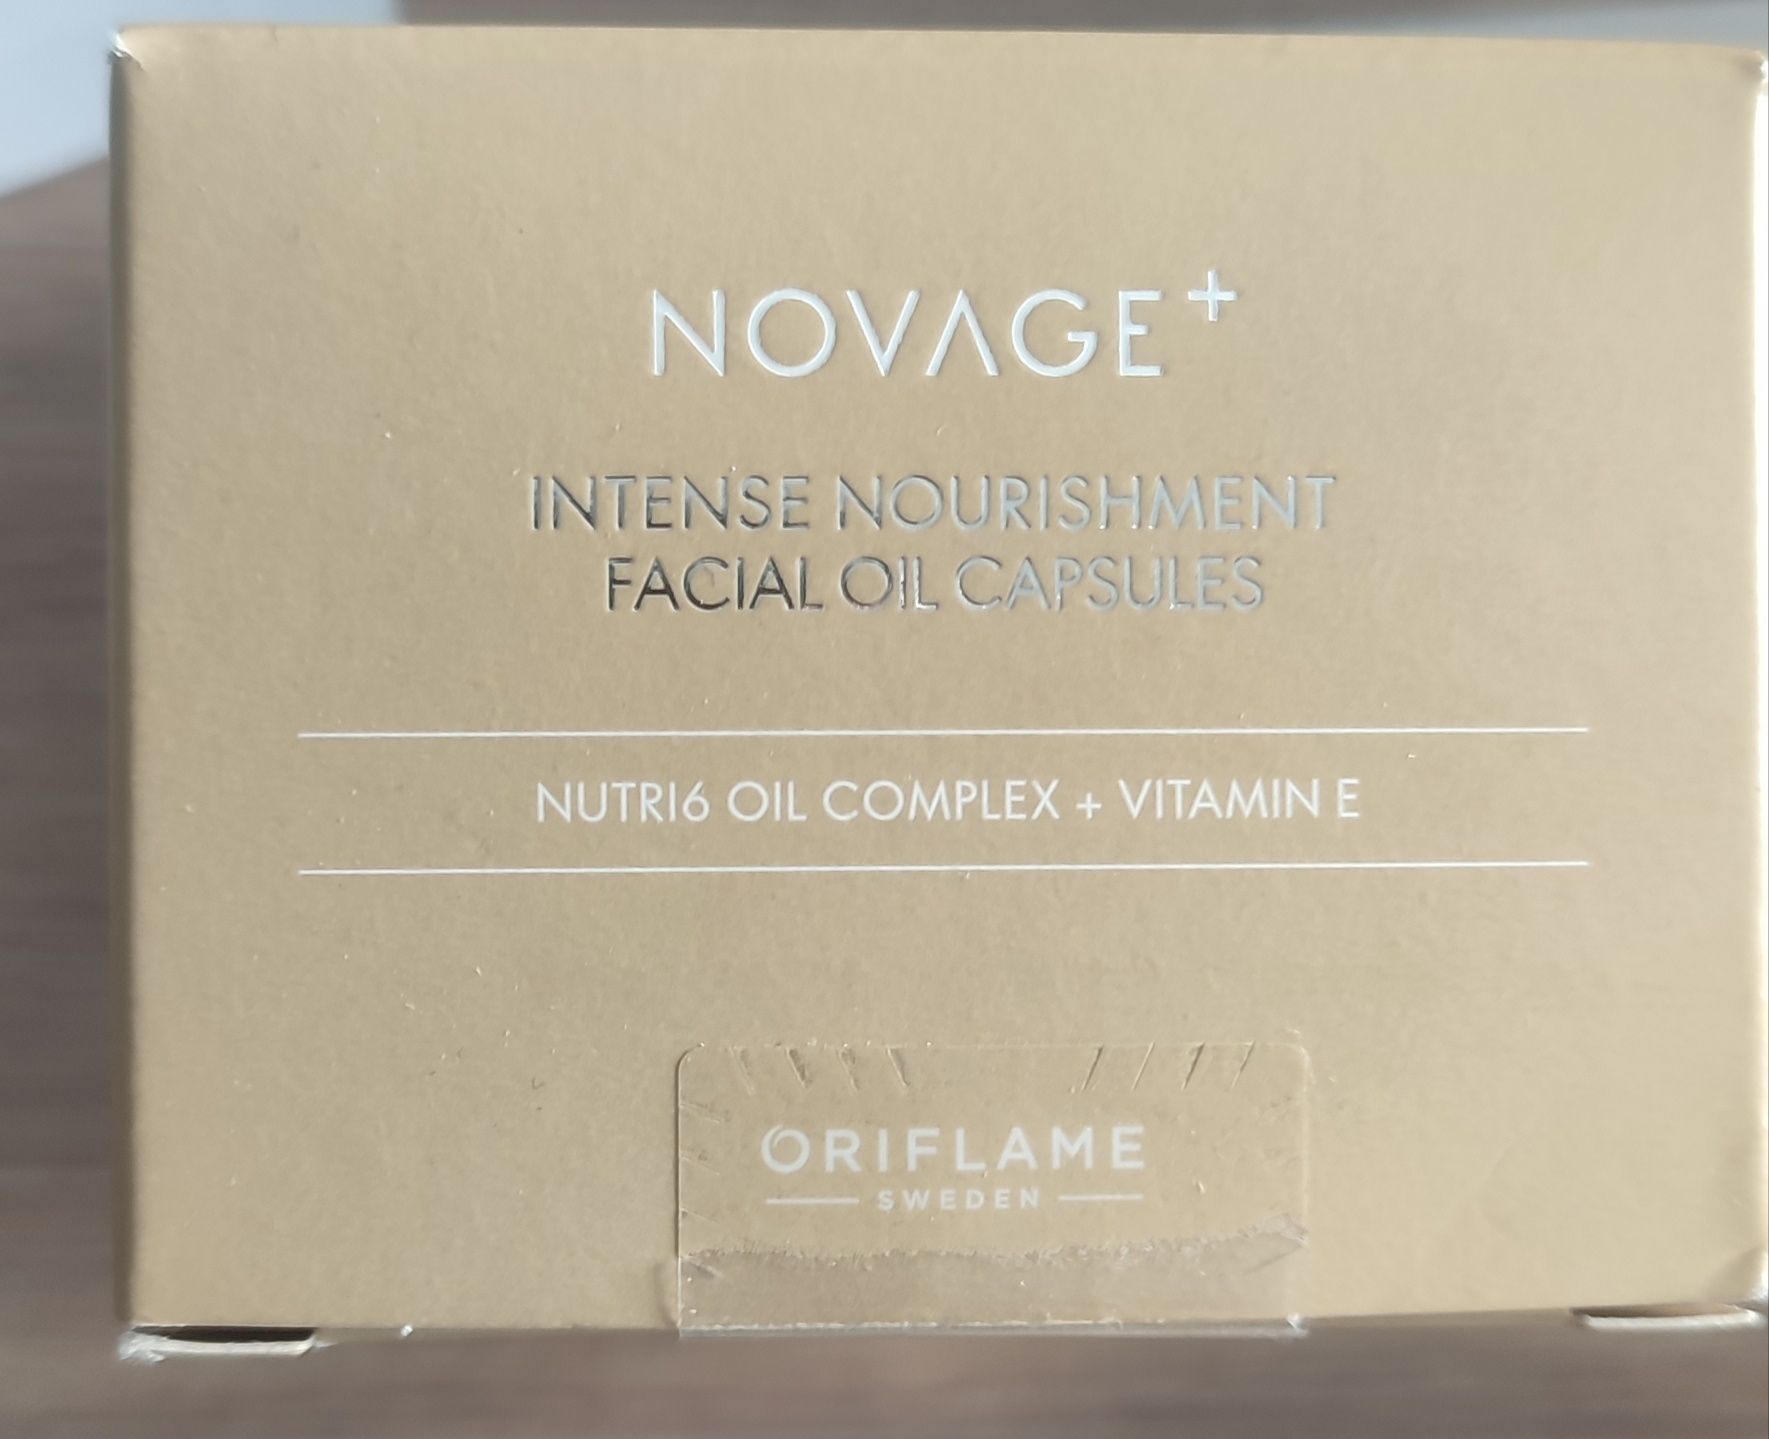 NOVAGE+
INTENSE NOURISHMENT
FACIAL OIL CAPSULES
NUTRI6 OIL COMPLEX + VITAMIN E
ORIFLAME
SWEDEN